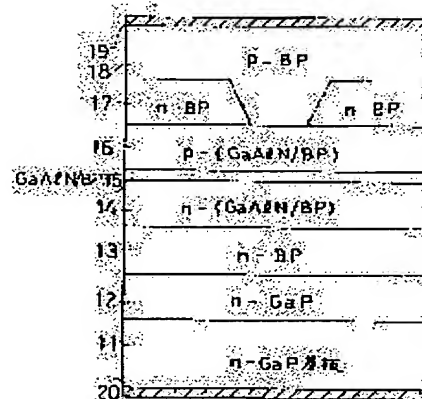 19
p-BP
18
17
n-BP
n-BP
16
p-(GaAlN/BP)
GaAlN/B
15
14
n-(GaAlN/BP)
13
n-BP
12
n-GaP
11
n-GaP基板
20